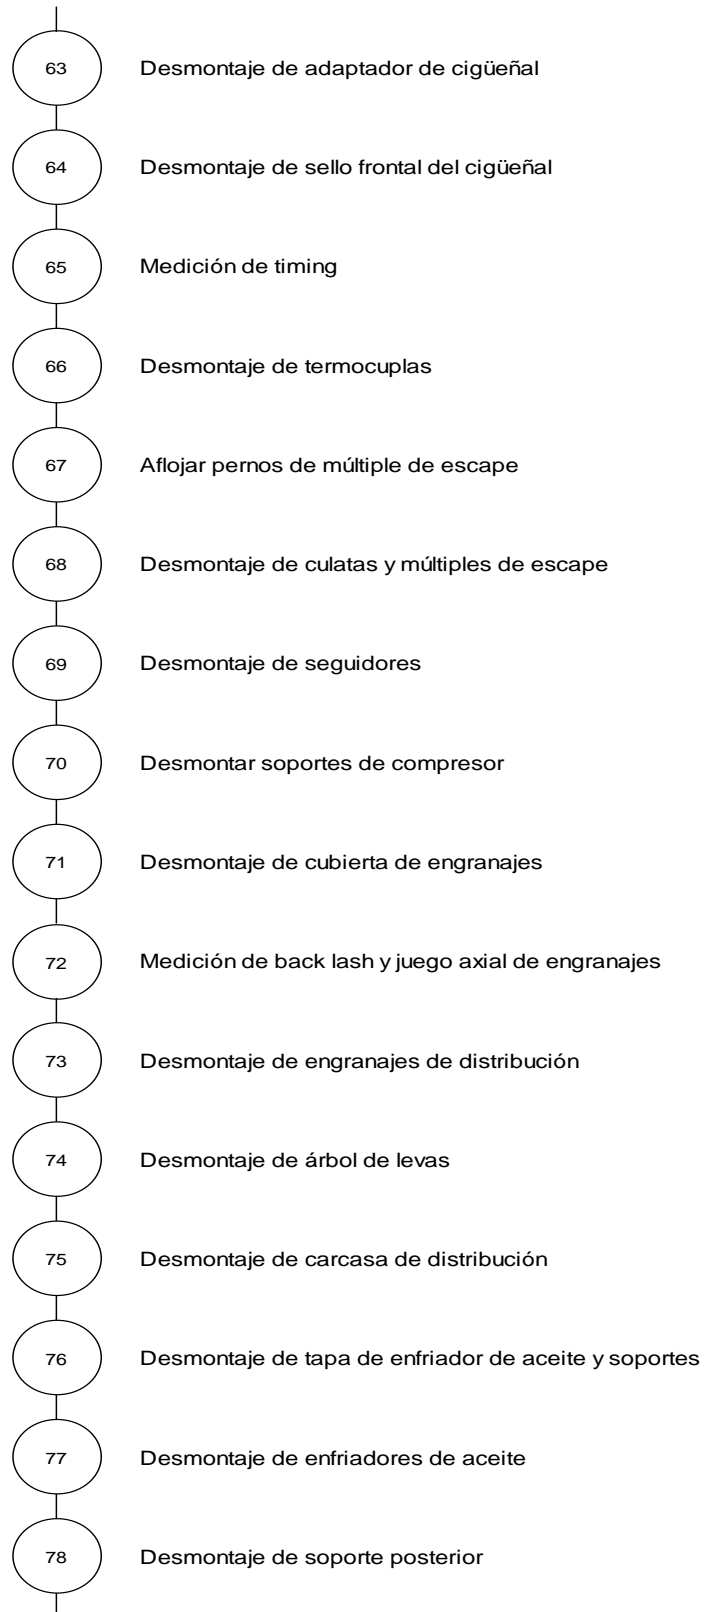 63 Desmontaje de adaptador de cigüeñal
64 Desmontaje de sello frontal del cigüeñal
65 Medición de timing
66 Desmontaje de termocuplas
67 Aflojar pernos de múltiple de escape
68 Desmontaje de culatas y múltiples de escape
69 Desmontaje de seguidores
70 Desmontar soportes de compresor
71 Desmontaje de cubierta de engranajes
72 Medición de back lash y juego axial de engranajes
73 Desmontaje de engranajes de distribución
74 Desmontaje de árbol de levas
75 Desmontaje de carcasa de distribución
76 Desmontaje de tapa de enfriador de aceite y soportes
77 Desmontaje de enfriadores de aceite
78 Desmontaje de soporte posterior